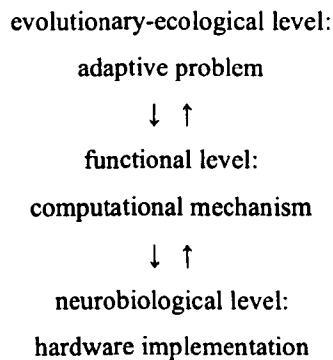 evolutionary-ecological level:
adaptive problem
↓ ↑
functional level:
computational mechanism
↓ ↑
neurobiological level:
hardware implementation